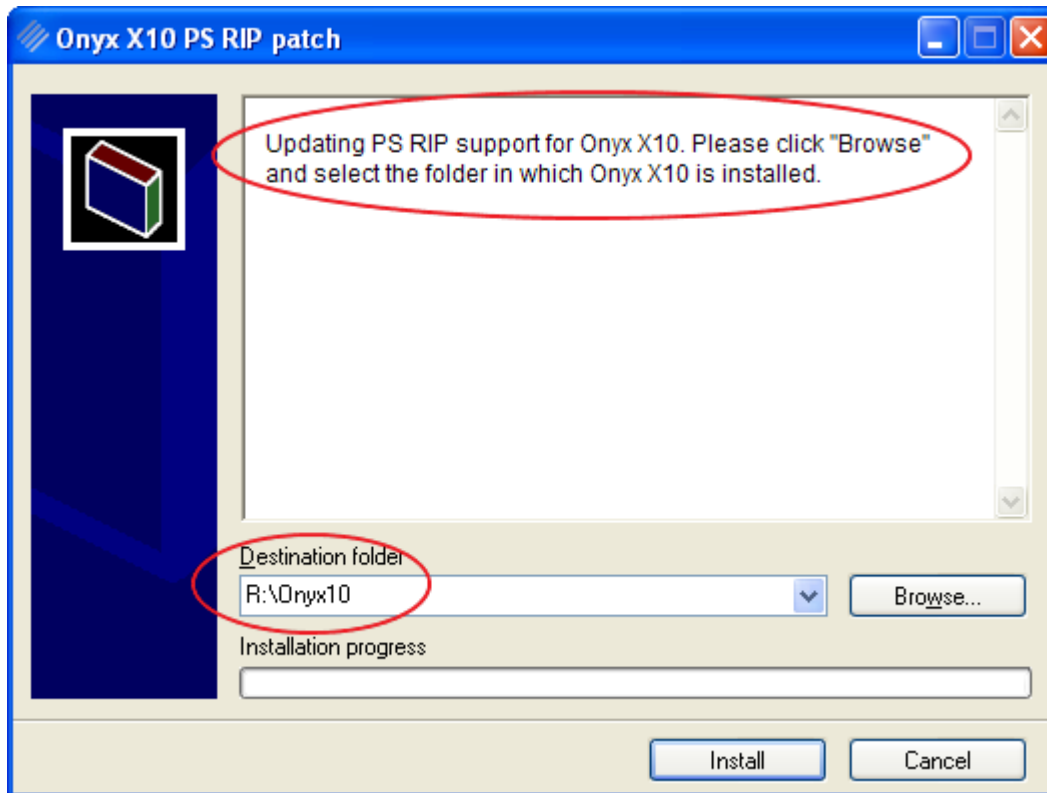 Onyx X10 PS RIP patch
Updating PS RIP support for Onyx X10. Please click "Browse"
and select the folder in which Onyx X10 is installed.
Destination folder
R:\Onyx10
Browse...
Installation progress
Install
Cancel